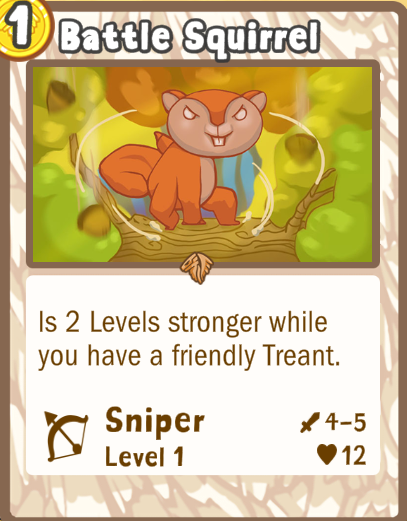 1
Battle Squirrel
Is 2 Levels stronger while
you have a friendly Treant.
Sniper 4–5
Level 1 12